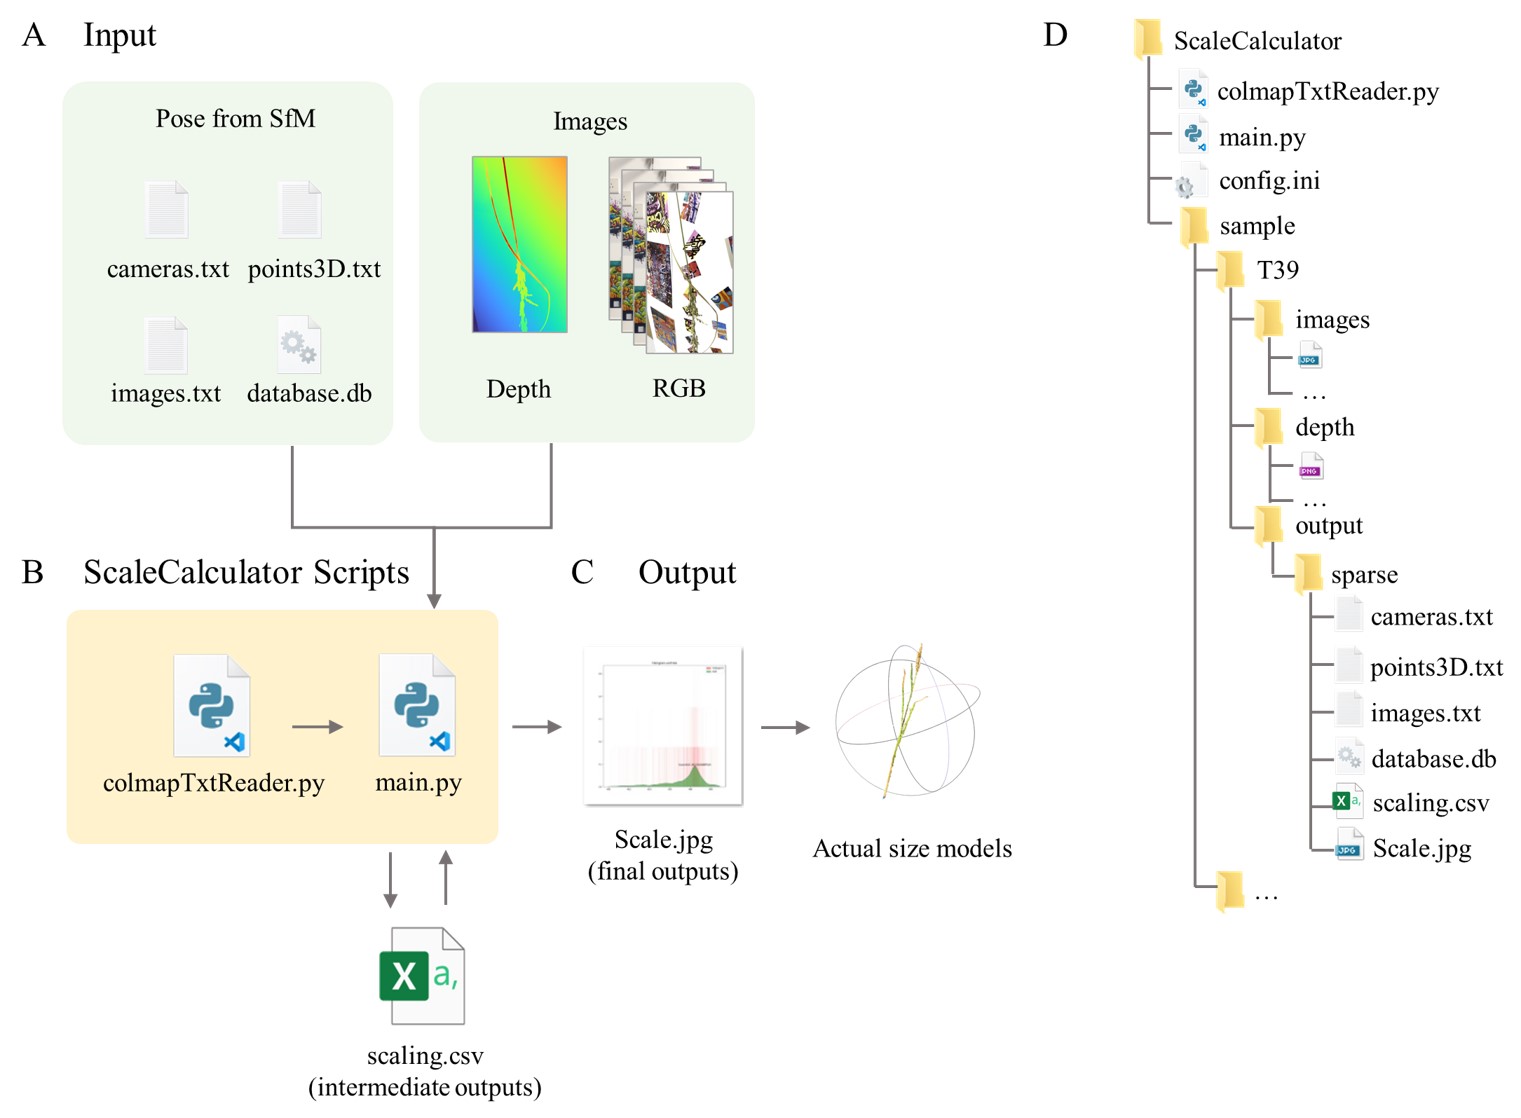 A Input
Pose from SfM
cameras.txt points3D.txt
images.txt database.db
Images
Depth RGB
B ScaleCalculator Scripts
colmapTxtReader.py main.py
scaling.csv
(intermediate outputs)
C Output
Scale.jpg
(final outputs)
Actual size models
D
ScaleCalculator
colmapTxtReader.py
main.py
config.ini
sample
T39
images
JPG
...
depth
PNG
...
output
sparse
cameras.txt
points3D.txt
images.txt
database.db
scaling.csv
Scale.jpg
...